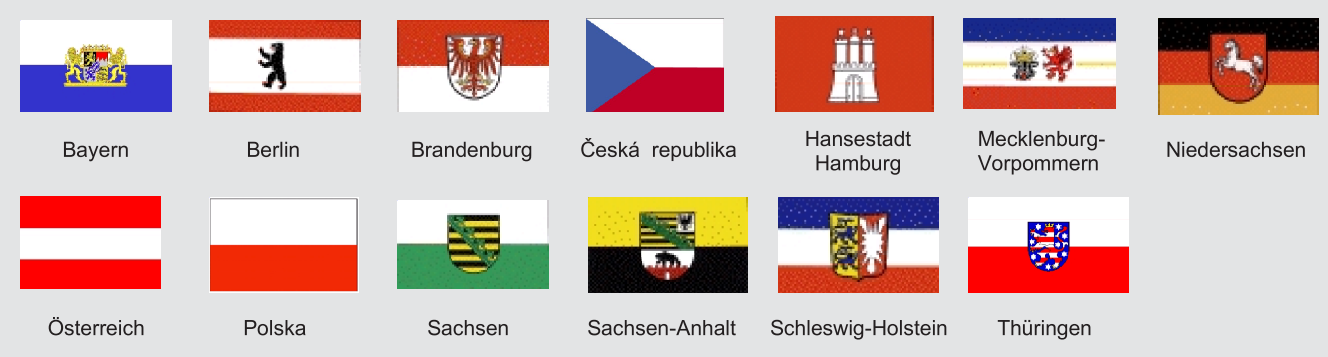 Bayern
Berlin
Brandenburg
Česká republika
Hansestadt
Hamburg
Mecklenburg-
Vorpommern
Niedersachsen
Österreich
Polska
Sachsen
Sachsen-Anhalt
Schleswig-Holstein
Thüringen